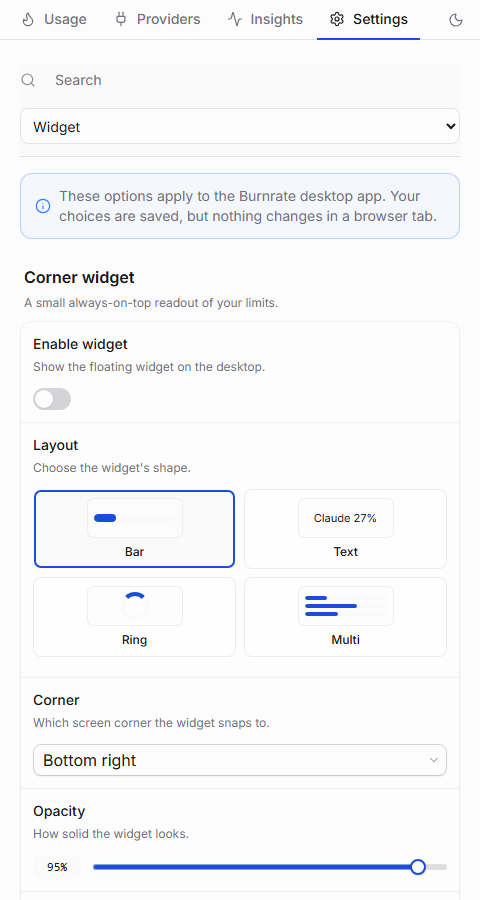 Usage Providers Insights Settings
Search
Widget
These options apply to the Burnrate desktop app. Your
choices are saved, but nothing changes in a browser tab.
Corner widget
A small always-on-top readout of your limits.
Enable widget
Show the floating widget on the desktop.
Layout
Choose the widget's shape.
Claude 27%
Bar Text
Ring Multi
Corner
Which screen corner the widget snaps to.
Bottom right
Opacity
How solid the widget looks.
95%